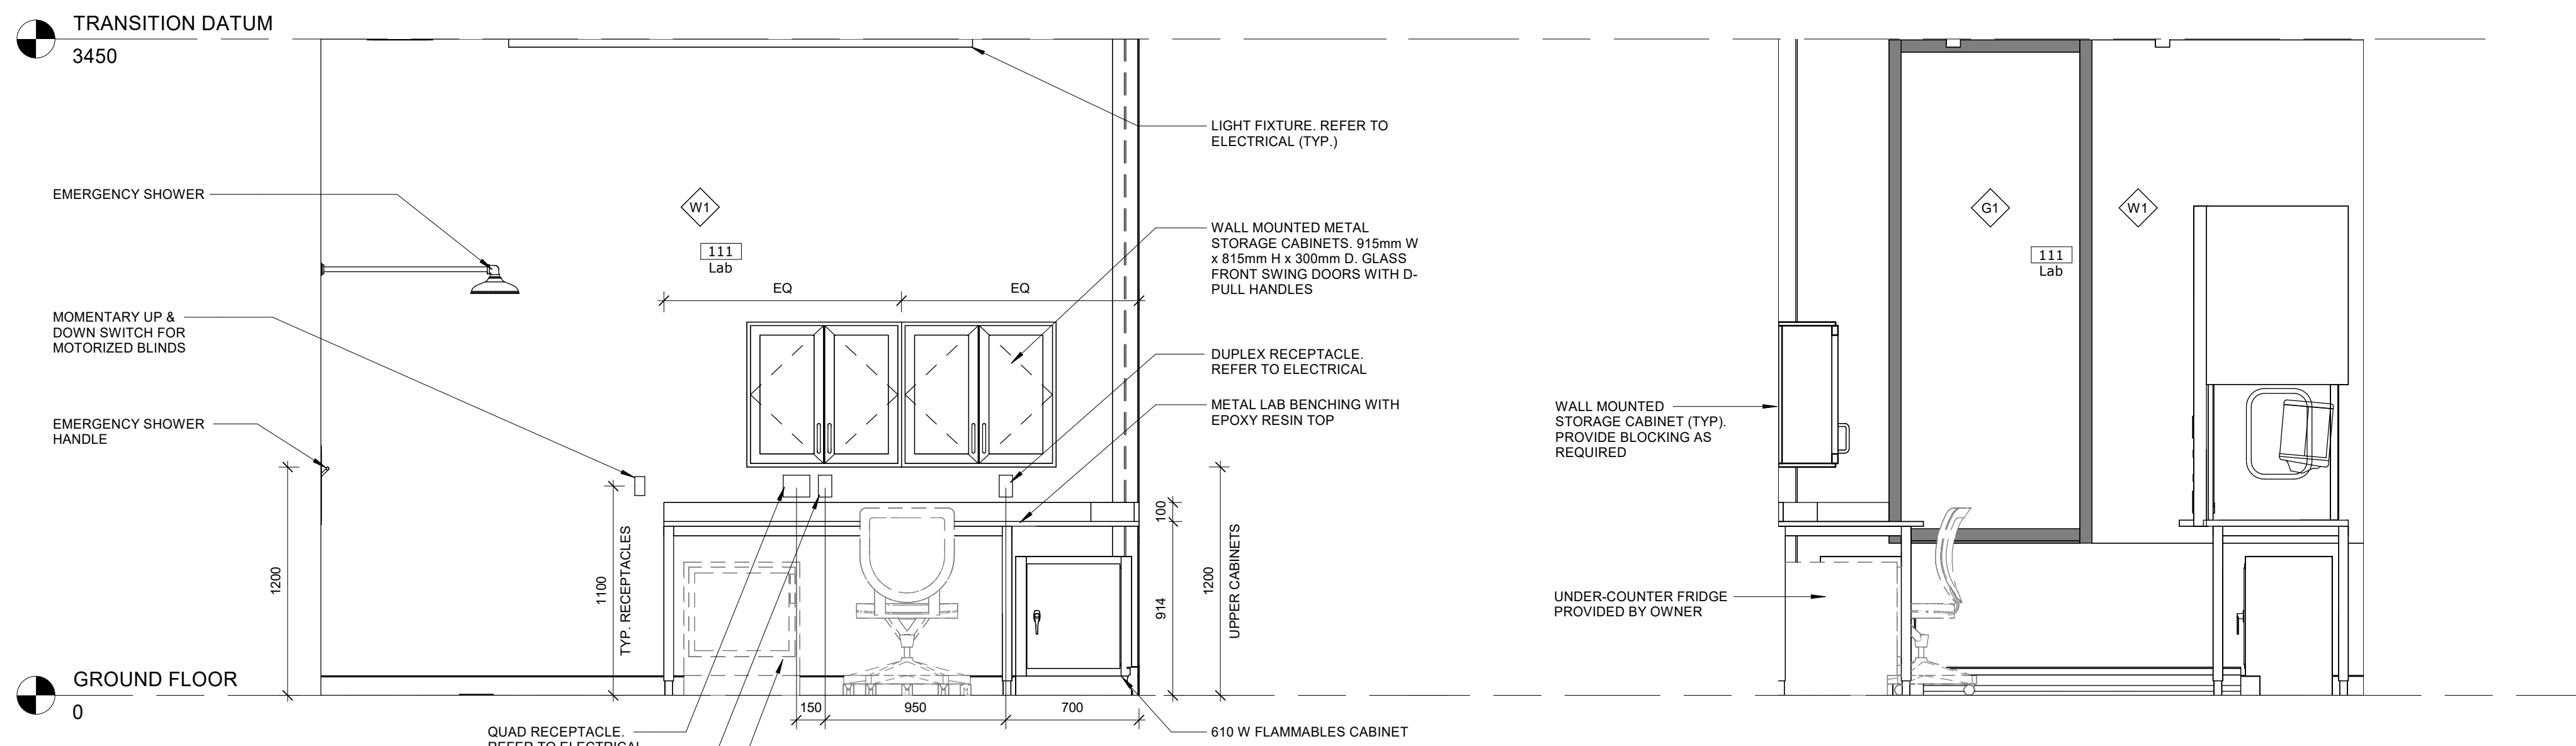 TRANSITION DATUM
3450
EMERGENCY SHOWER
MOMENTARY UP &
DOWN SWITCH FOR
MOTORIZED BLINDS
EMERGENCY SHOWER
HANDLE
GROUND FLOOR
0
W1
111
Lab
EQ
EQ
1200
1100
TYP. RECEPTACLES
150
950
700
100
914
1200
UPPER CABINETS
QUAD RECEPTACLE.
REFER TO ELECTRICAL
LIGHT FIXTURE. REFER TO
ELECTRICAL (TYP.)
WALL MOUNTED METAL
STORAGE CABINETS. 915mm W
x 815mm H x 300mm D. GLASS
FRONT SWING DOORS WITH D-
PULL HANDLES
DUPLEX RECEPTACLE.
REFER TO ELECTRICAL
METAL LAB BENCHING WITH
EPOXY RESIN TOP
610 W FLAMMABLES CABINET
WALL MOUNTED
STORAGE CABINET (TYP).
PROVIDE BLOCKING AS
REQUIRED
UNDER-COUNTER FRIDGE
PROVIDED BY OWNER
G1
W1
111
Lab